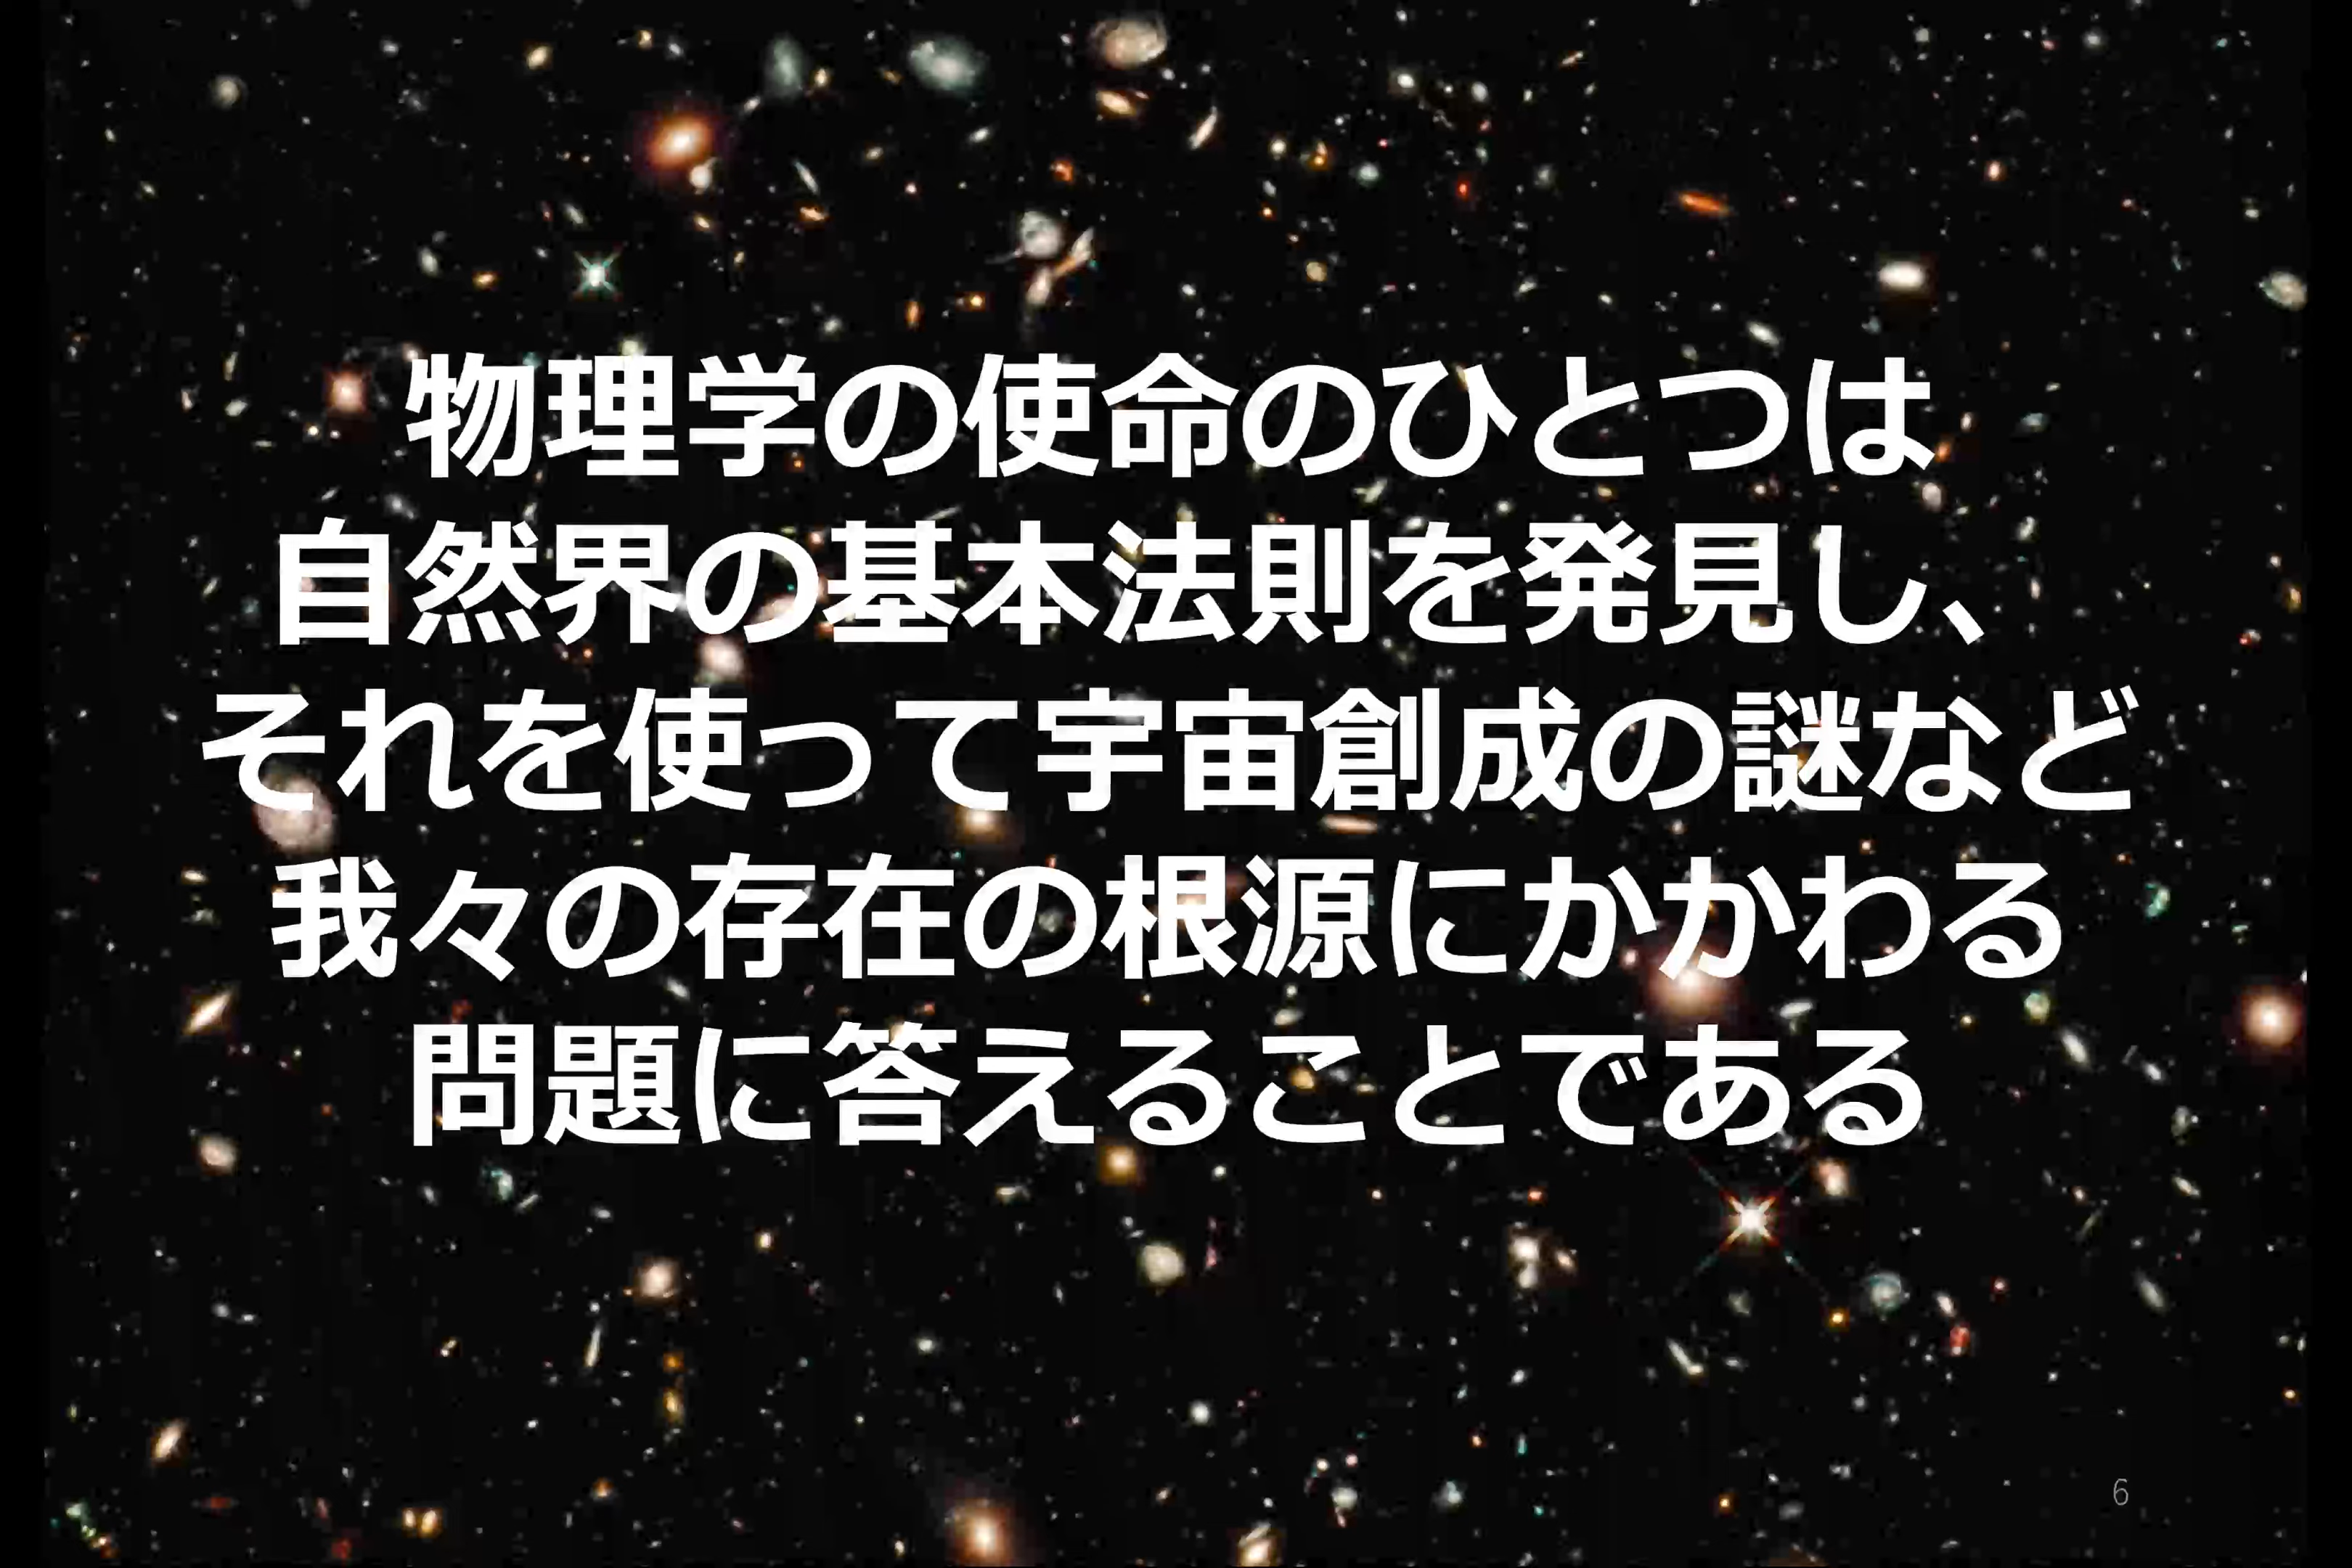 物理学の使命のひとつは
自然界の基本法則を発見し、
それを使って宇宙創成の謎など
我々の存在の根源にかかわる
問題に答えることである
6